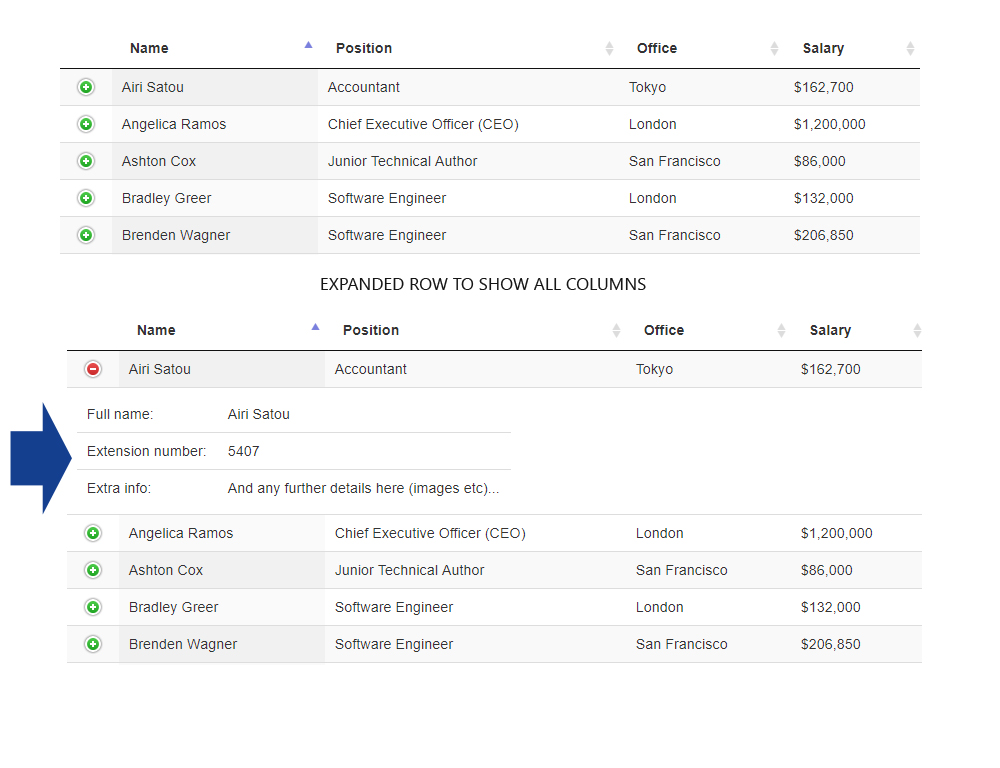 Name Position Office Salary
Airi Satou Accountant Tokyo $162,700
Angelica Ramos Chief Executive Officer (CEO) London $1,200,000
Ashton Cox Junior Technical Author San Francisco $86,000
Bradley Greer Software Engineer London $132,000
Brenden Wagner Software Engineer San Francisco $206,850
EXPANDED ROW TO SHOW ALL COLUMNS
Name Position Office Salary
Airi Satou Accountant Tokyo $162,700
Full name: Airi Satou
Extension number: 5407
Extra info: And any further details here (images etc)...
Angelica Ramos Chief Executive Officer (CEO) London $1,200,000
Ashton Cox Junior Technical Author San Francisco $86,000
Bradley Greer Software Engineer London $132,000
Brenden Wagner Software Engineer San Francisco $206,850